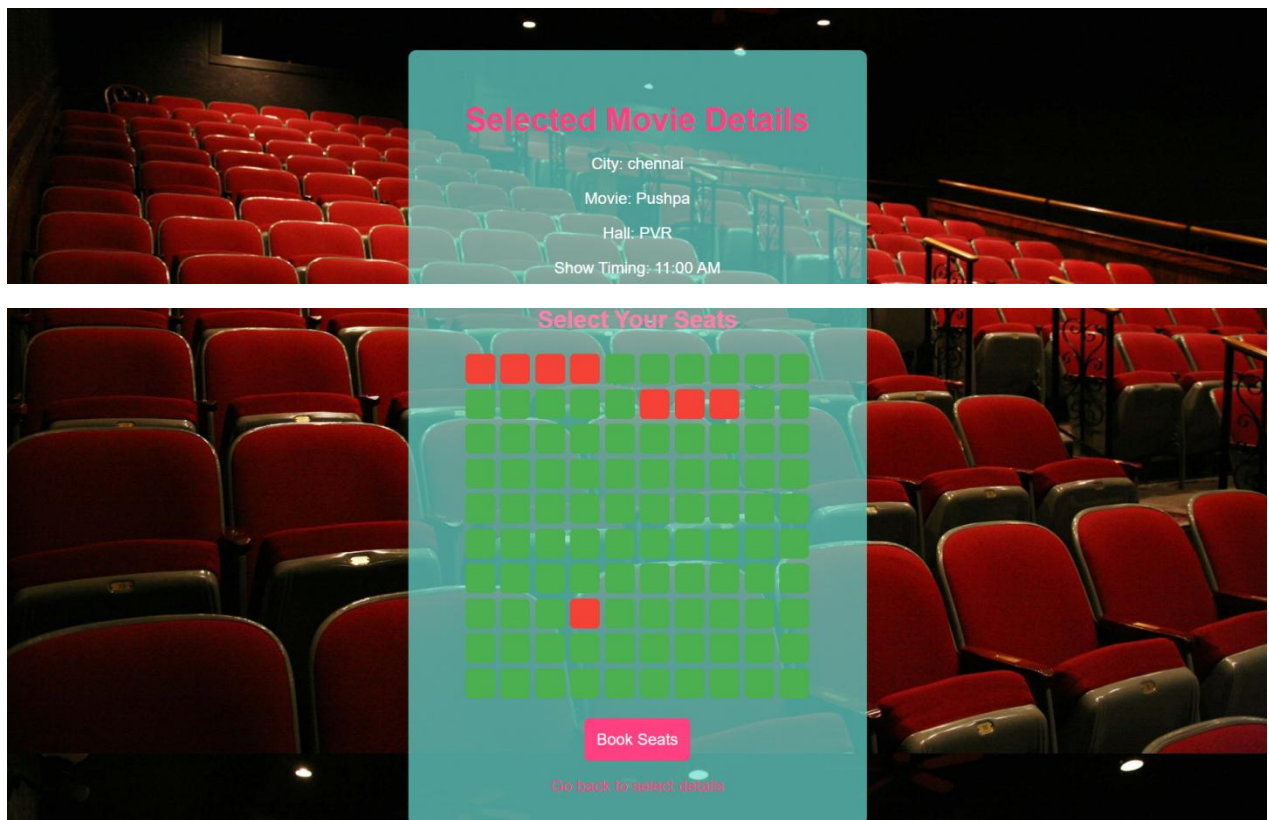 Selected Movie Details
City: chennai
Movie: Pushpa
Hall: PVR
Show Timing: 11:00 AM
Select Your Seats
Book Seats
Go back to select details